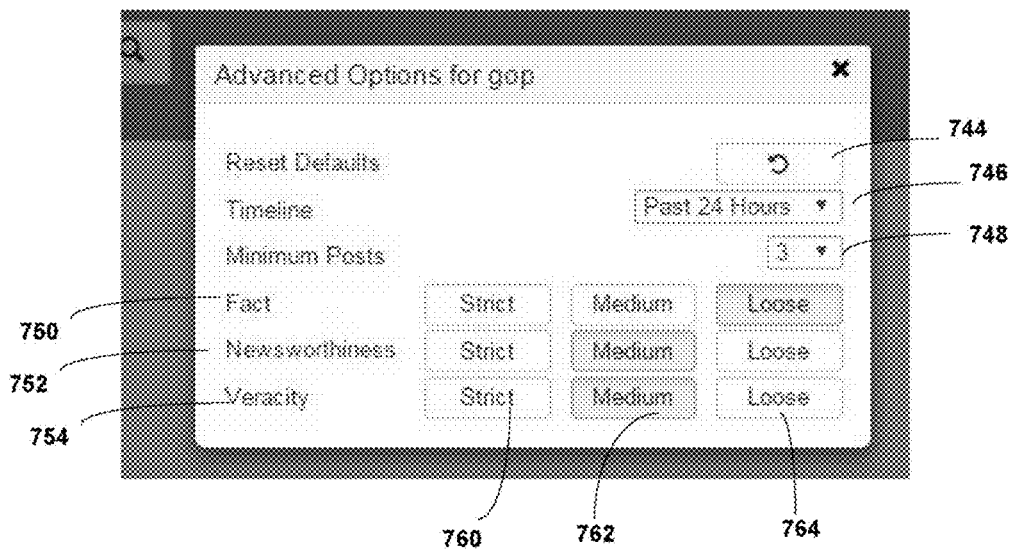 Advanced Options for gop ✖
744
Reset Defaults
746
Timeline Past 24 Hours
748
Minimum Posts 3
750 Fact Strict Medium Loose
752 Newsworthiness Strict Medium Loose
754 Veracity Strict Medium Loose
760 762 764